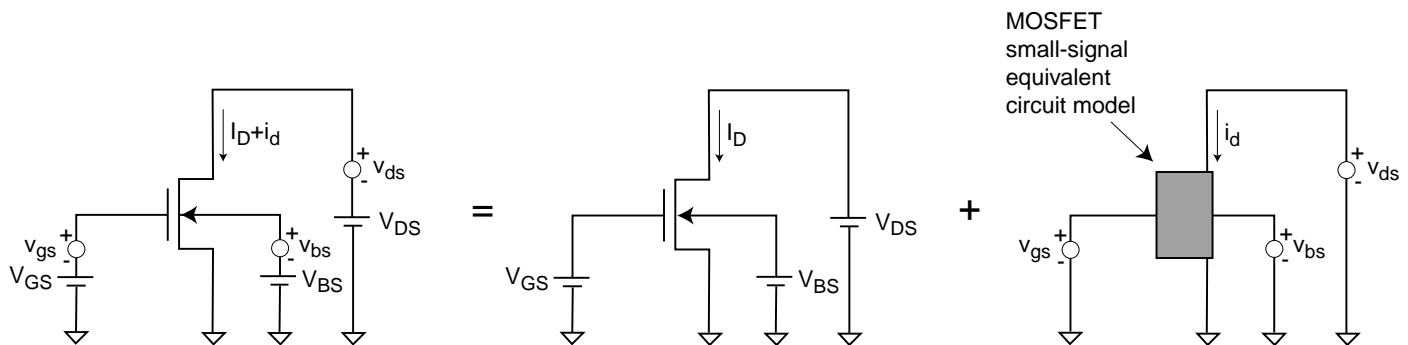 MOSFET
small-signal
equivalent
circuit model
I_D+i_d
+
-
v_ds
V_DS
v_gs
+
-
V_GS
+
-
v_bs
V_BS
=
I_D
V_DS
V_GS
V_BS
+
i_d
+
-
v_ds
v_gs
+
-
+
-
v_bs